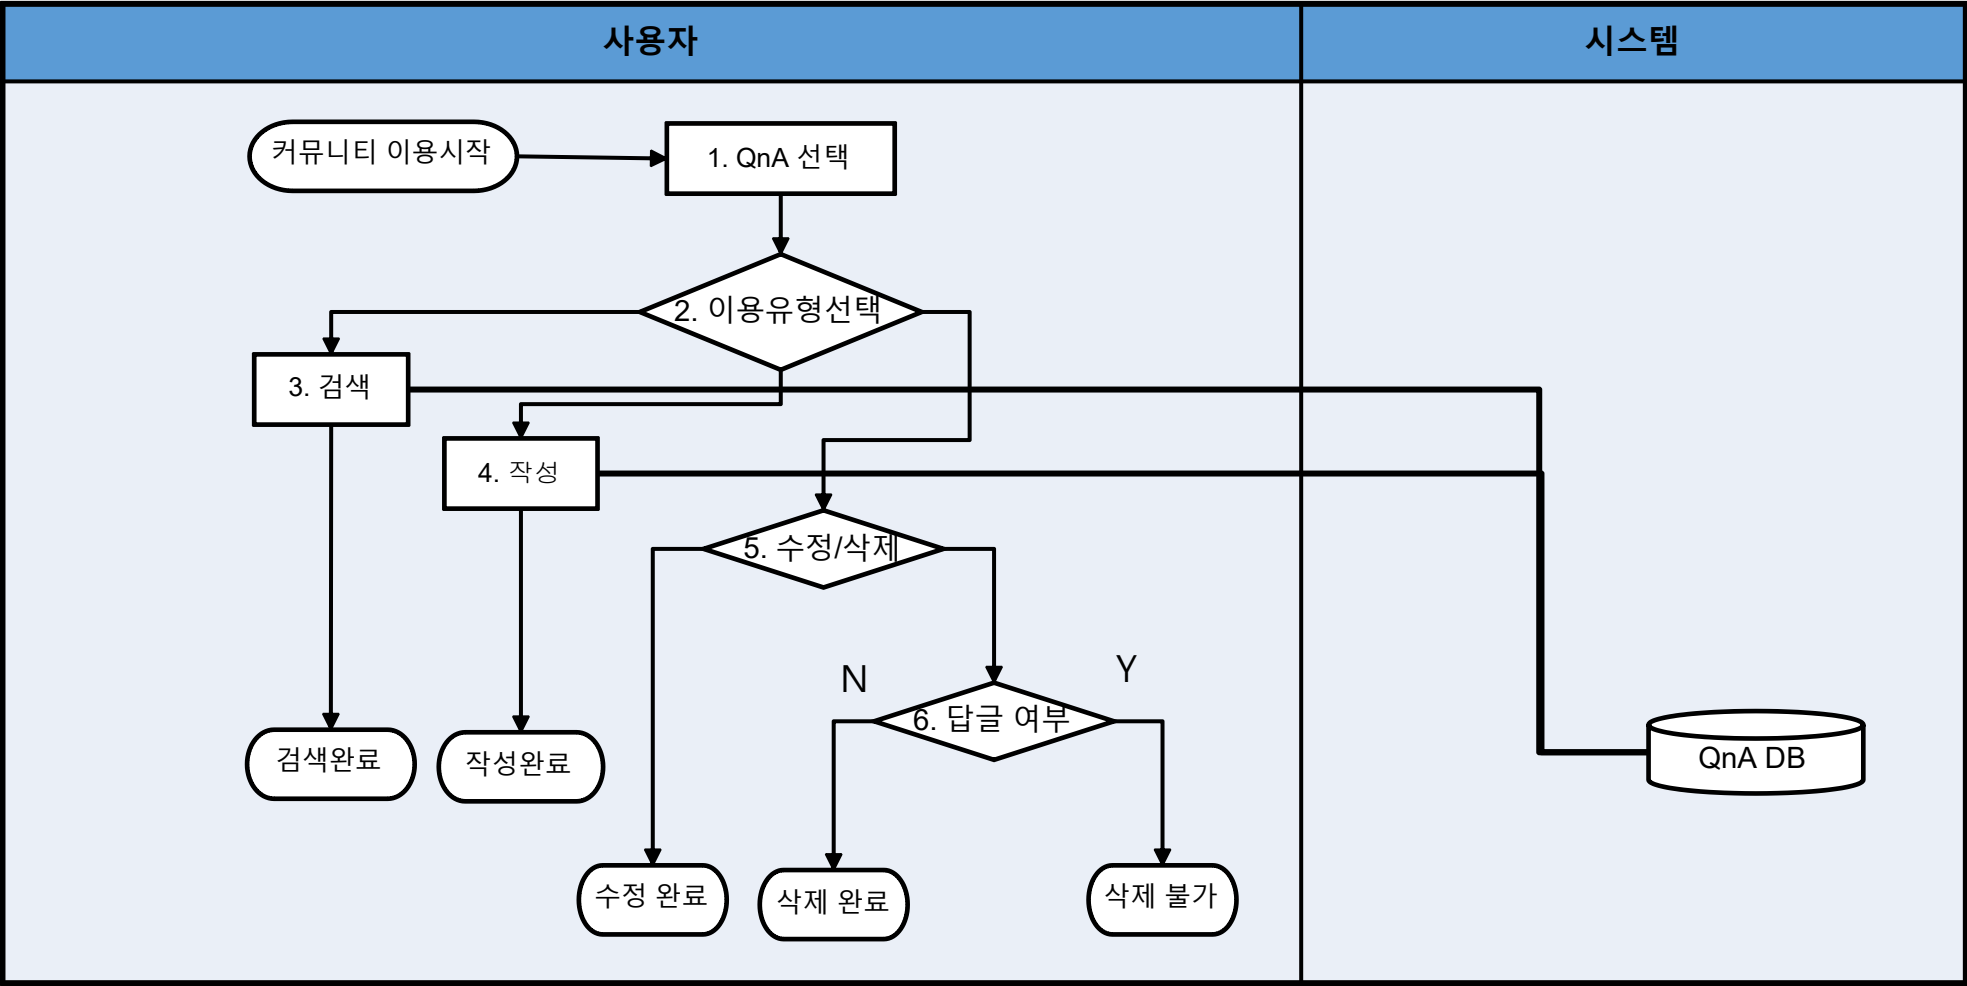 사용자
시스템
커뮤니티 이용시작
1. QnA 선택
2. 이용유형선택
3. 검색
4. 작성
5. 수정/삭제
N
Y
6. 답글 여부
검색완료
작성완료
QnA DB
수정 완료
삭제 완료
삭제 불가